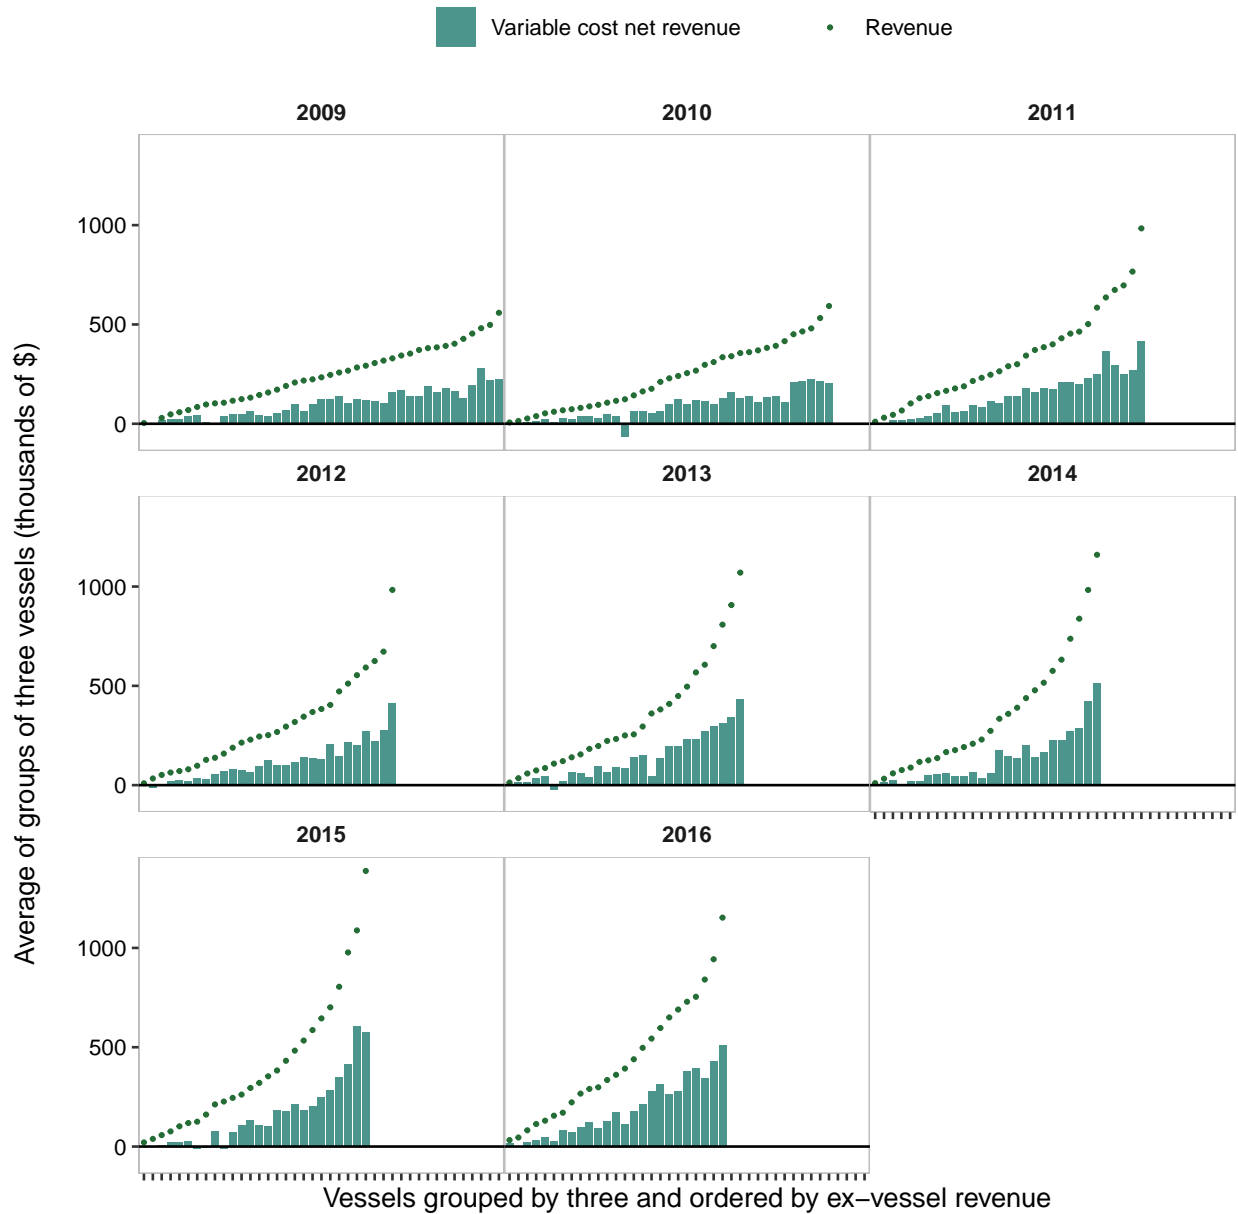 Variable cost net revenue Revenue
2009 2010 2011
1000
500
0
2012 2013 2014
1000
500
0
2015 2016
1000
500
0
Average of groups of three vessels (thousands of $)
Vessels grouped by three and ordered by ex−vessel revenue